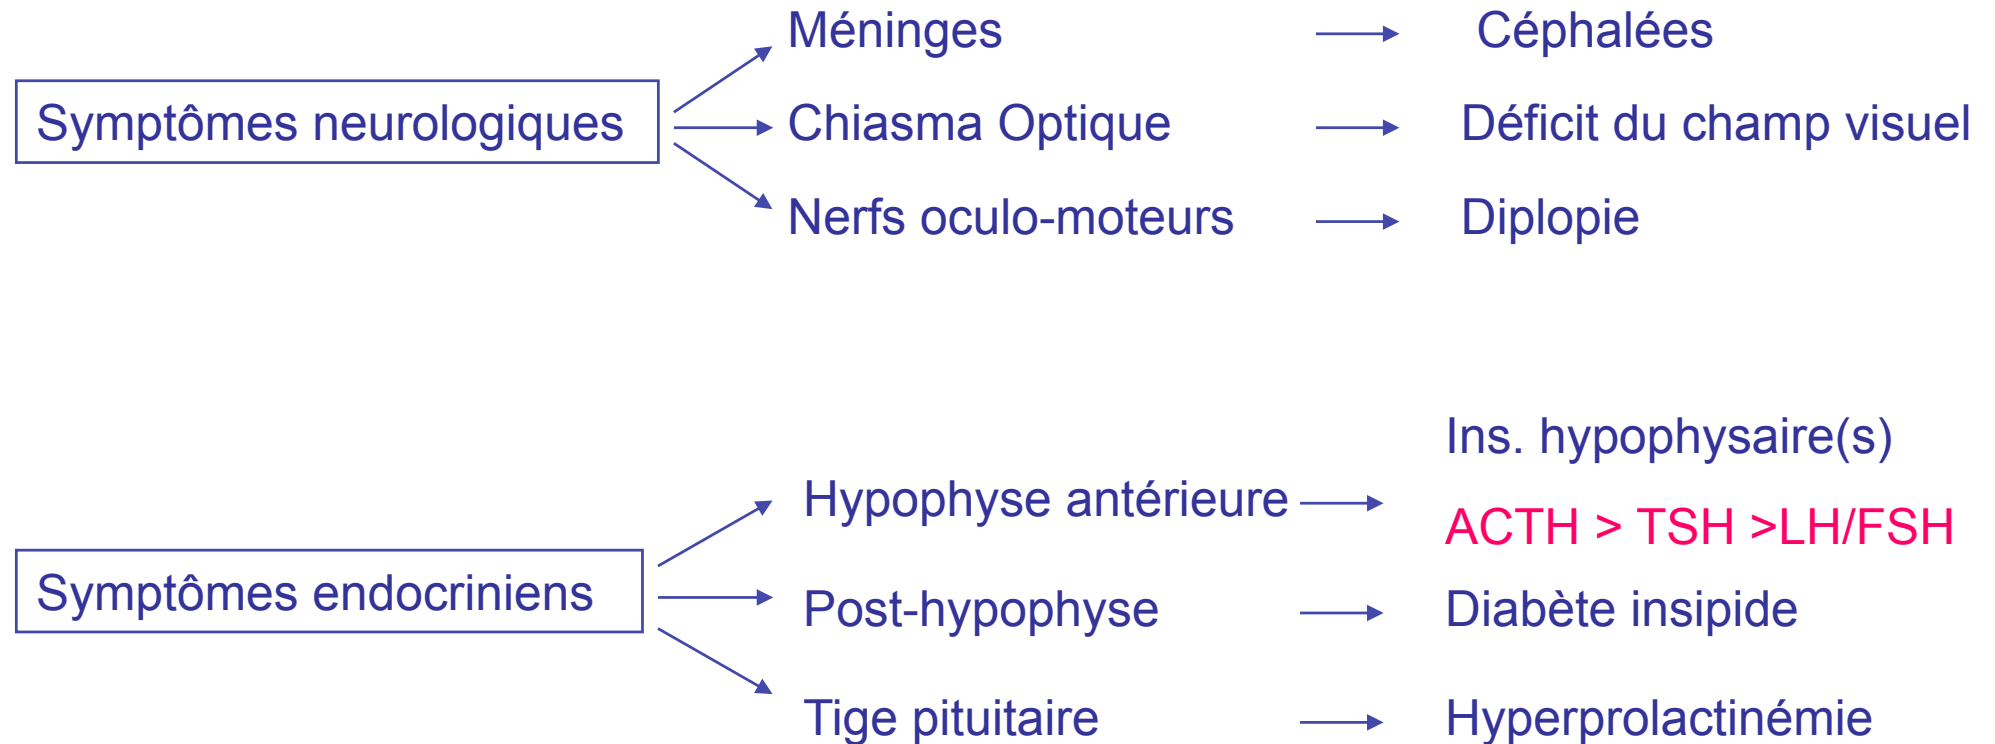 Méninges Céphalées
Symptômes neurologiques Chiasma Optique Déficit du champ visuel
Nerfs oculo-moteurs Diplopie
Ins. hypophysaire(s)
Hypophyse antérieure
ACTH > TSH >LH/FSH
Symptômes endocriniens Post-hypophyse Diabète insipide
Tige pituitaire Hyperprolactinémie